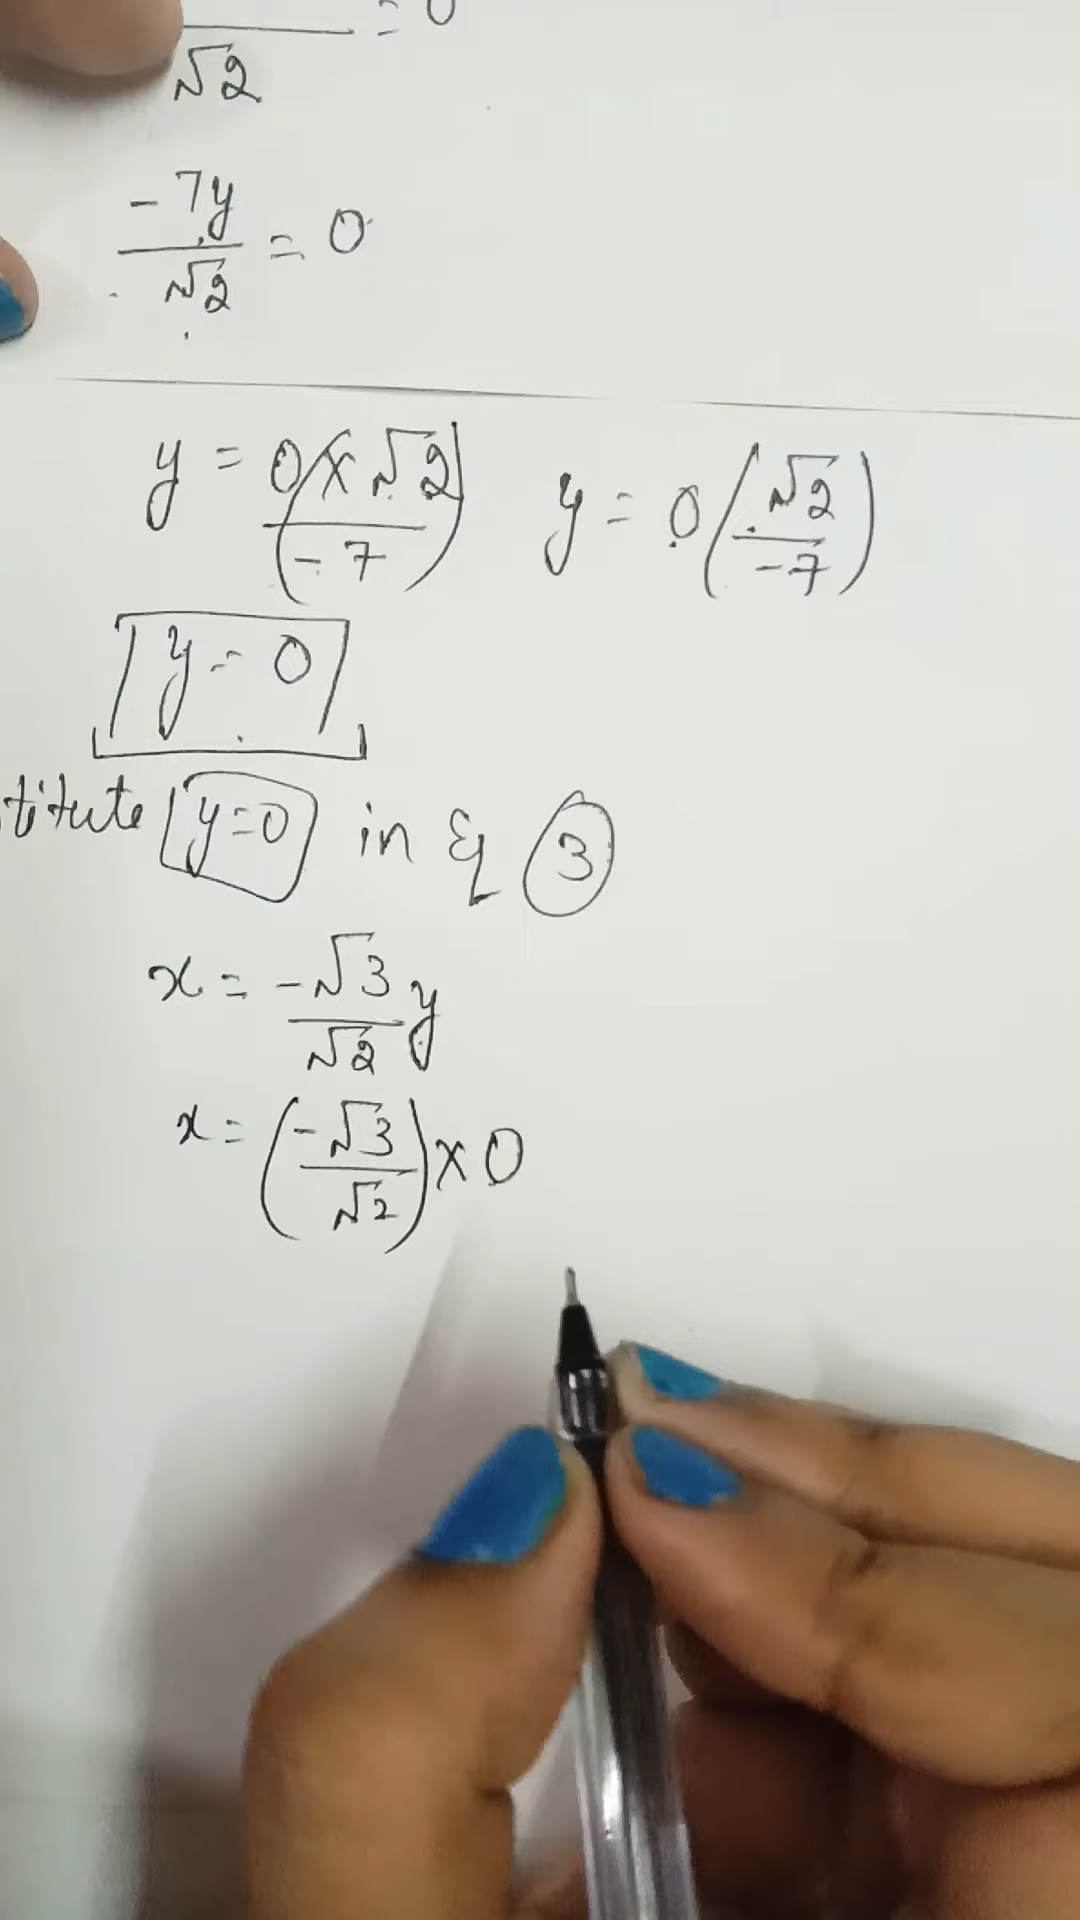 √2 = 0
-7y/√2 = 0
y = 0(×√2/-7) y = 0(√2/-7)
y = 0
titute y=0 in Eq 3
x = -√3/√2 y
x = (-√3/√2) × 0